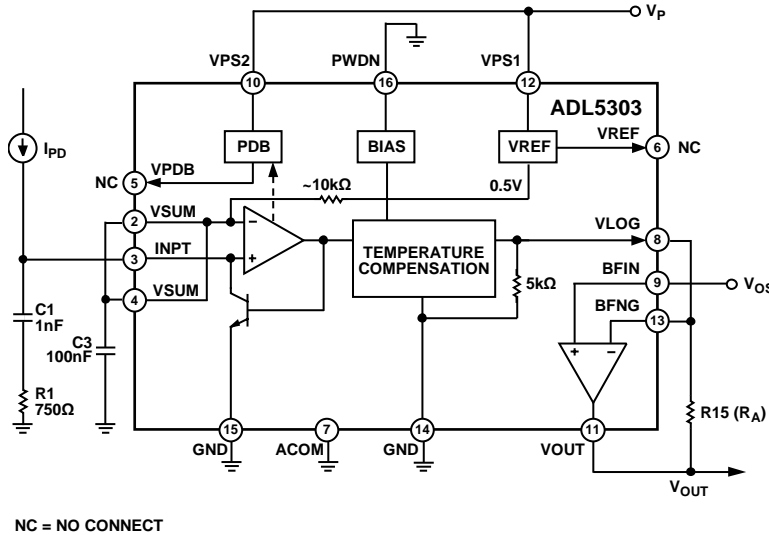 V_P
VPS2
PWDN
VPS1
10
16
12
ADL5303
I_PD
PDB
BIAS
VREF
VREF
6
NC
NC
5
VPDB
~10kΩ
0.5V
2
VSUM
−
VLOG
8
3
INPT
+
TEMPERATURE
COMPENSATION
5kΩ
BFIN
9
V_OS
4
VSUM
BFNG
13
C1
1nF
C3
100nF
+
−
R1
750Ω
R15 (R_A)
15
7
14
11
GND
ACOM
GND
VOUT
V_OUT
NC = NO CONNECT